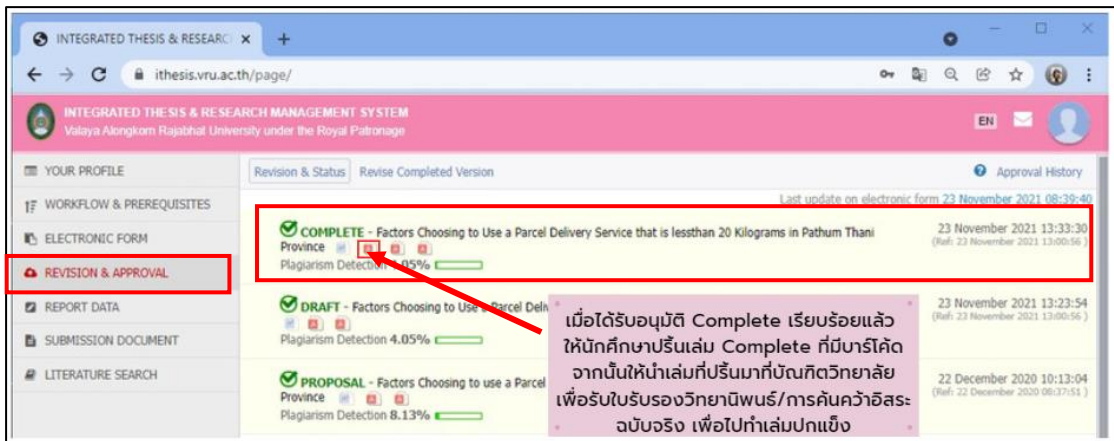 INTEGRATED THESIS & RESEARC
ithesis.vru.ac.th/page/
INTEGRATED THESIS & RESEARCH MANAGEMENT SYSTEM
Valaya Alongkorn Rajabhat University under the Royal Patronage
EN
YOUR PROFILE
WORKFLOW & PREREQUISITES
ELECTRONIC FORM
REVISION & APPROVAL
REPORT DATA
SUBMISSION DOCUMENT
LITERATURE SEARCH
Revision & Status Revise Completed Version
Approval History
Last update on electronic form 23 November 2021 08:39:40
COMPLETE - Factors Choosing to Use a Parcel Delivery Service that is lessthan 20 Kilograms in Pathum Thani
Province
Plagiarism Detection 4.05%
23 November 2021 13:33:30
(Ref: 23 November 2021 13:00:56 )
DRAFT - Factors Choosing to Use a Parcel Deln
Plagiarism Detection 4.05%
23 November 2021 13:23:54
(Ref: 23 November 2021 13:00:56 )
PROPOSAL - Factors Choosing to use a Parcel
Province
Plagiarism Detection 8.13%
22 December 2020 10:13:04
(Ref: 22 December 2020 08:37:51 )
เมื่อได้รับอนุมัติ Complete เรียบร้อยแล้ว
ให้นักศึกษาปริ้นเล่ม Complete ที่มีบาร์โค้ด
จากนั้นให้นำเล่มที่ปริ้นมาที่บัณฑิตวิทยาลัย
เพื่อรับใบรับรองวิทยานิพนธ์/การค้นคว้าอิสระ
ฉบับจริง เพื่อไปทำเล่มปกแข็ง